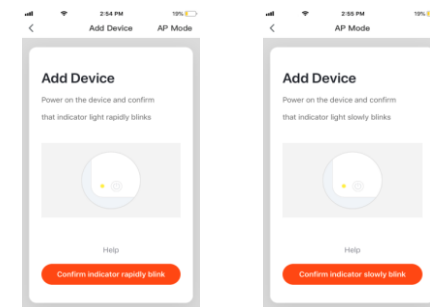 2:54 PM
19%
Add Device
AP Mode
Add Device
Power on the device and confirm
that indicator light rapidly blinks
Help
Confirm indicator rapidly blink
2:55 PM
19%
AP Mode
Add Device
Power on the device and confirm
that indicator light slowly blinks
Help
Confirm indicator slowly blink